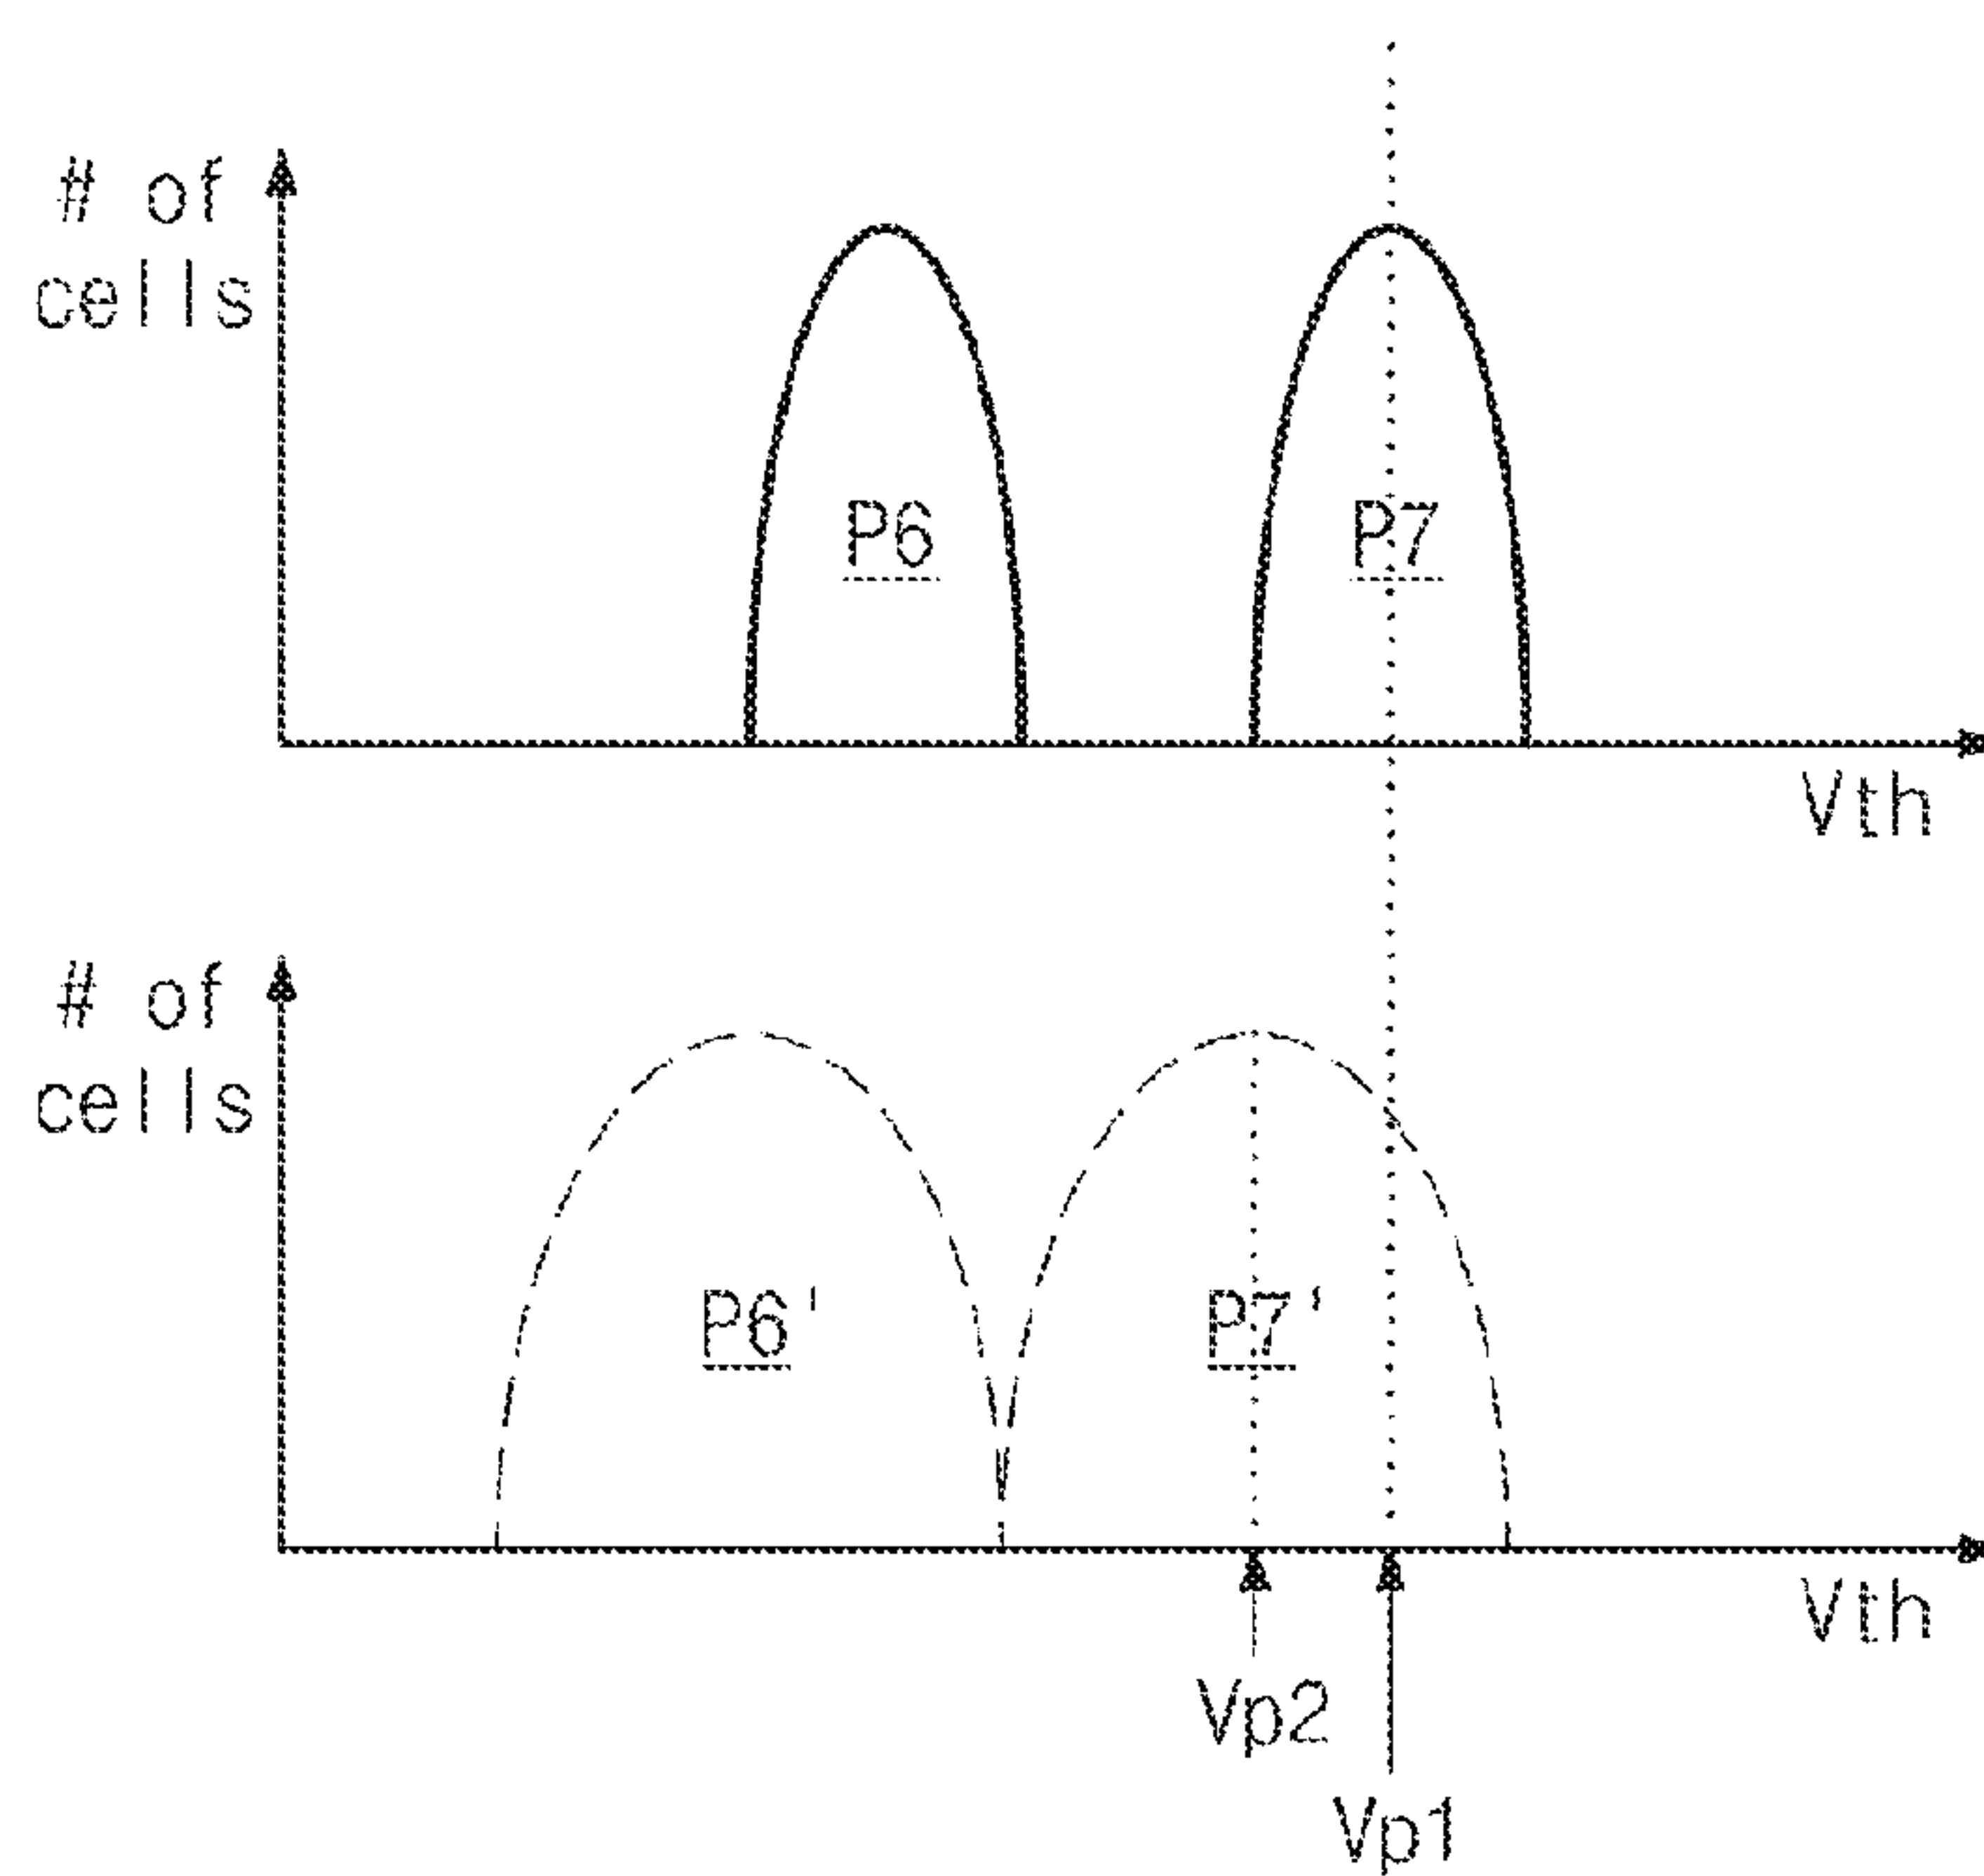 # of
cells
P6
P7
Vth
# of
cells
P6'
P7'
Vth
Vp2
Vp1